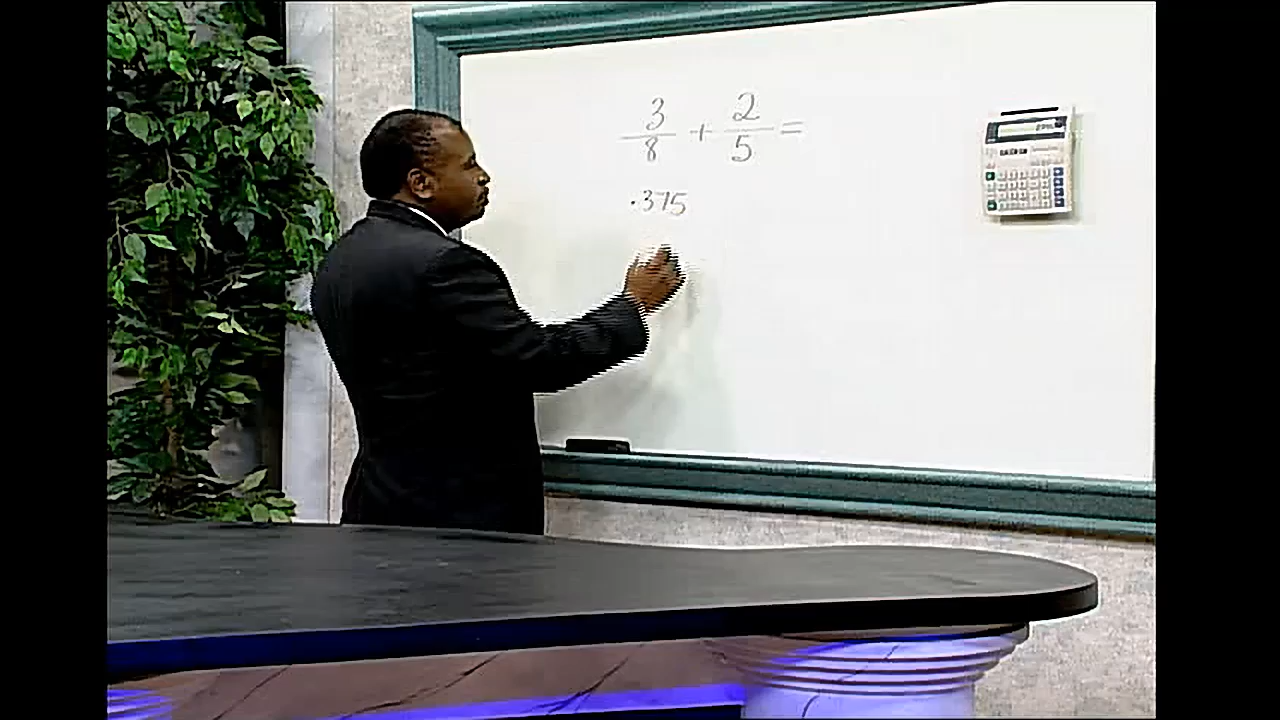 3/8 + 2/5 =
.375